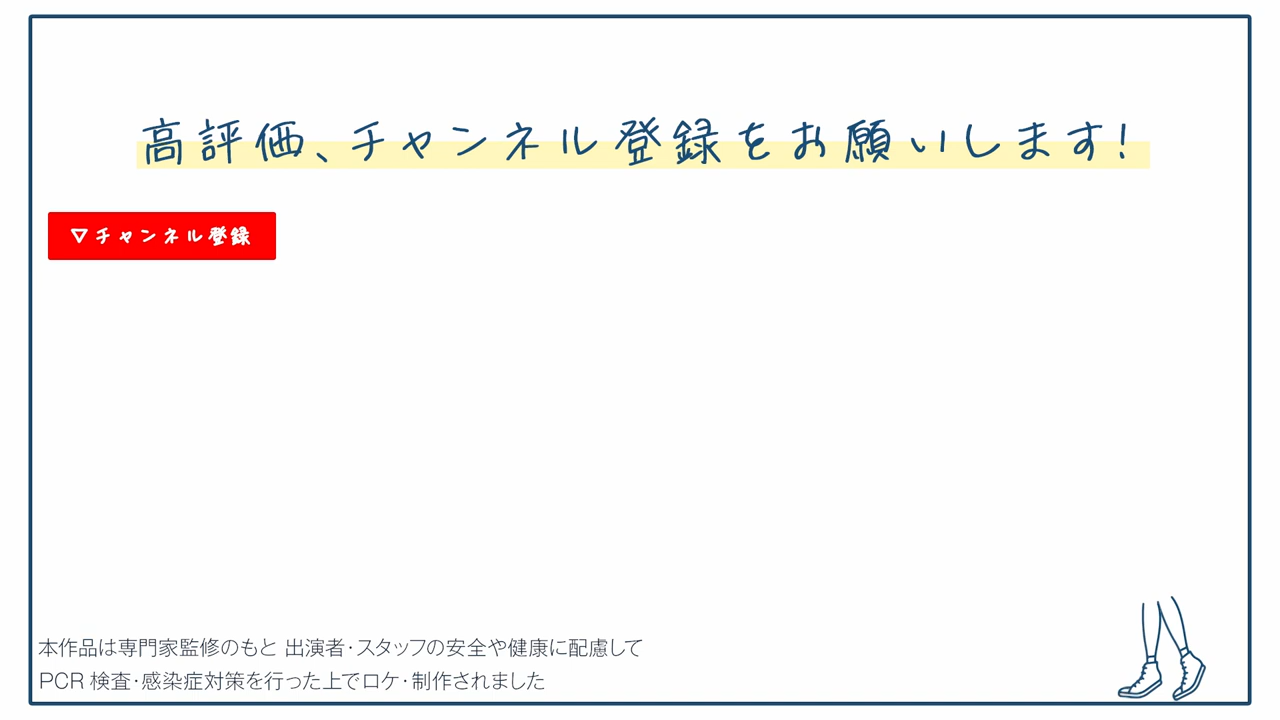 高評価、チャンネル登録をお願いします!
▽チャンネル登録
本作品は専門家監修のもと 出演者・スタッフの安全や健康に配慮して
PCR 検査・感染症対策を行った上でロケ・制作されました